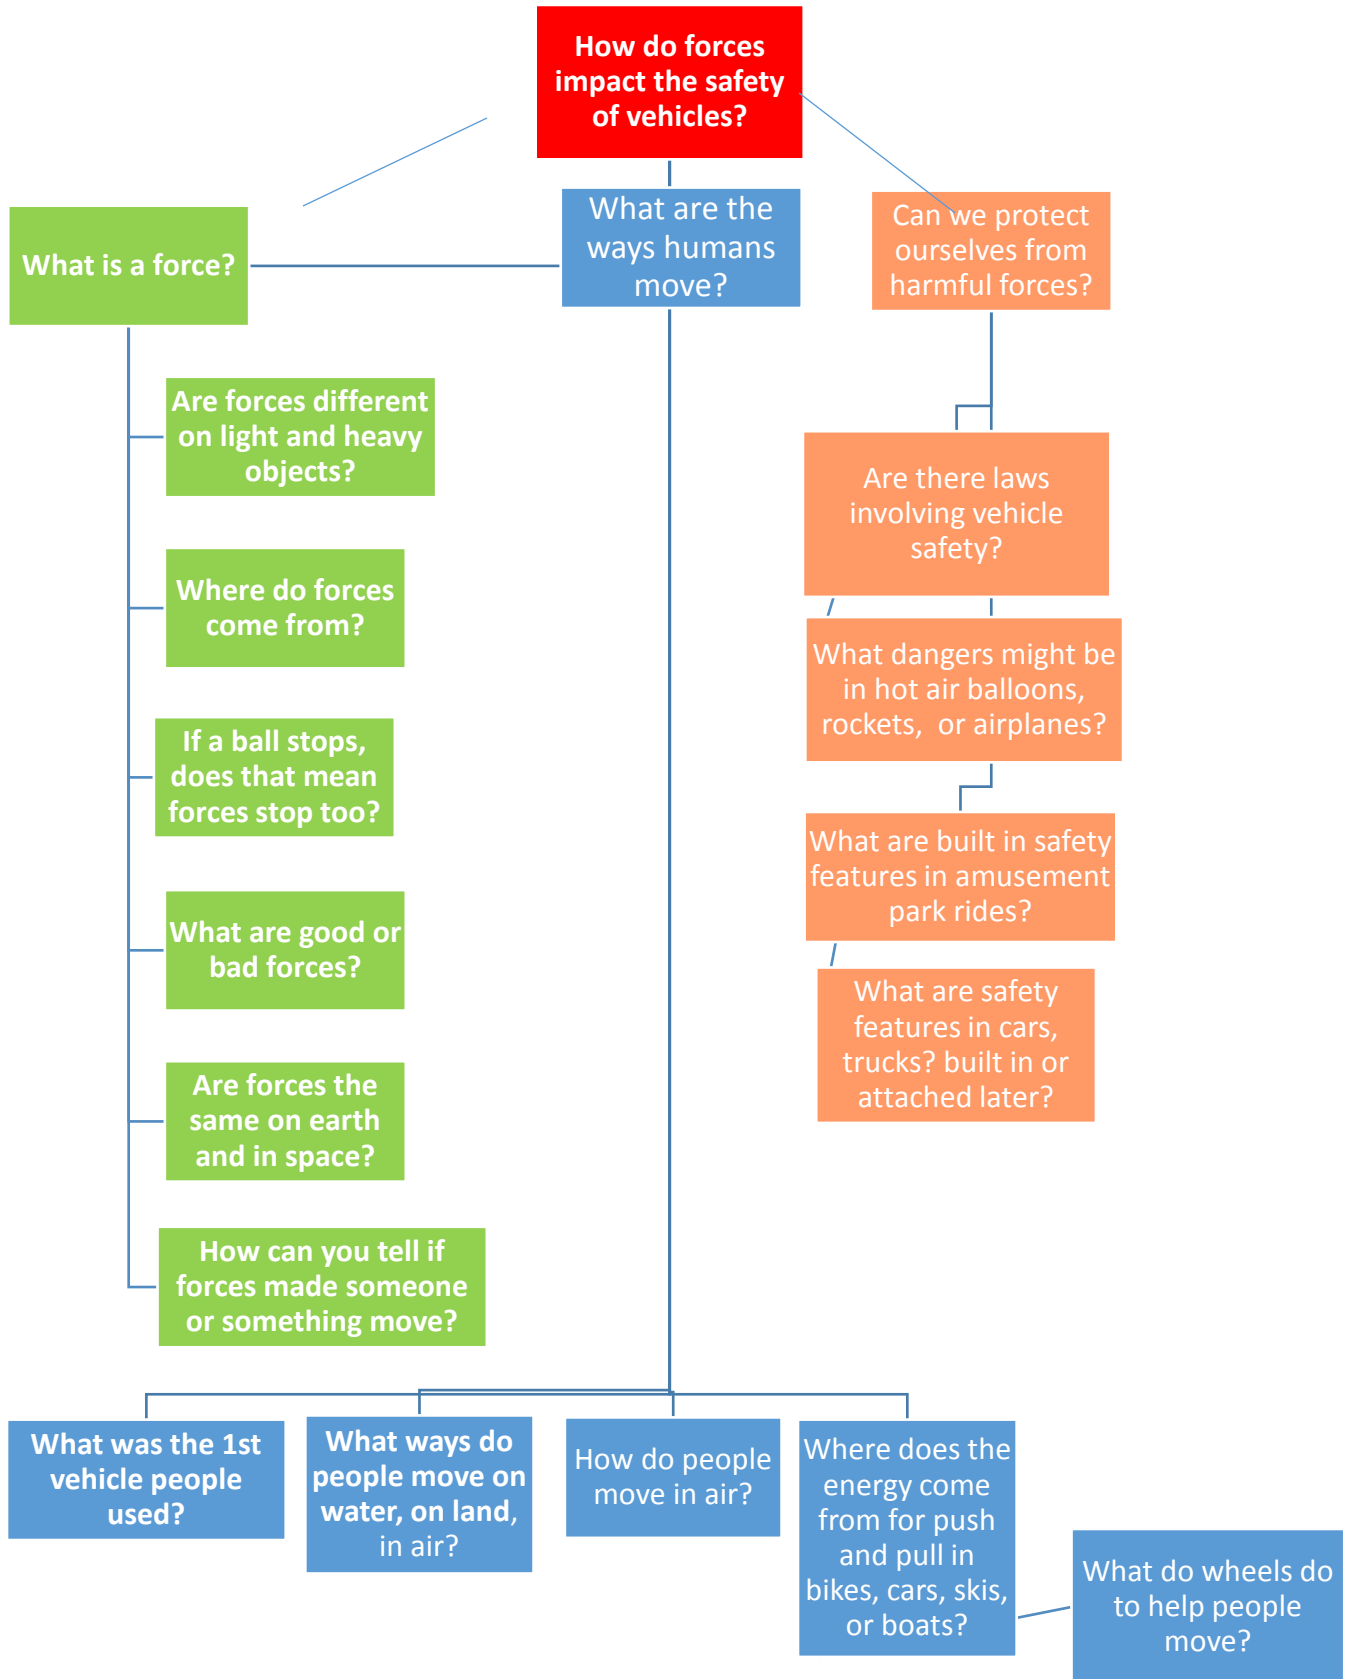 How do forces
impact the safety
of vehicles?
What is a force?
What are the
ways humans
move?
Can we protect
ourselves from
harmful forces?
Are forces different
on light and heavy
objects?
Where do forces
come from?
If a ball stops,
does that mean
forces stop too?
What are good or
bad forces?
Are forces the
same on earth
and in space?
How can you tell if
forces made someone
or something move?
Are there laws
involving vehicle
safety?
What dangers might be
in hot air balloons,
rockets, or airplanes?
What are built in safety
features in amusement
park rides?
What are safety
features in cars,
trucks? built in or
attached later?
What was the 1st
vehicle people
used?
What ways do
people move on
water, on land,
in air?
How do people
move in air?
Where does the
energy come
from for push
and pull in
bikes, cars, skis,
or boats?
What do wheels do
to help people
move?